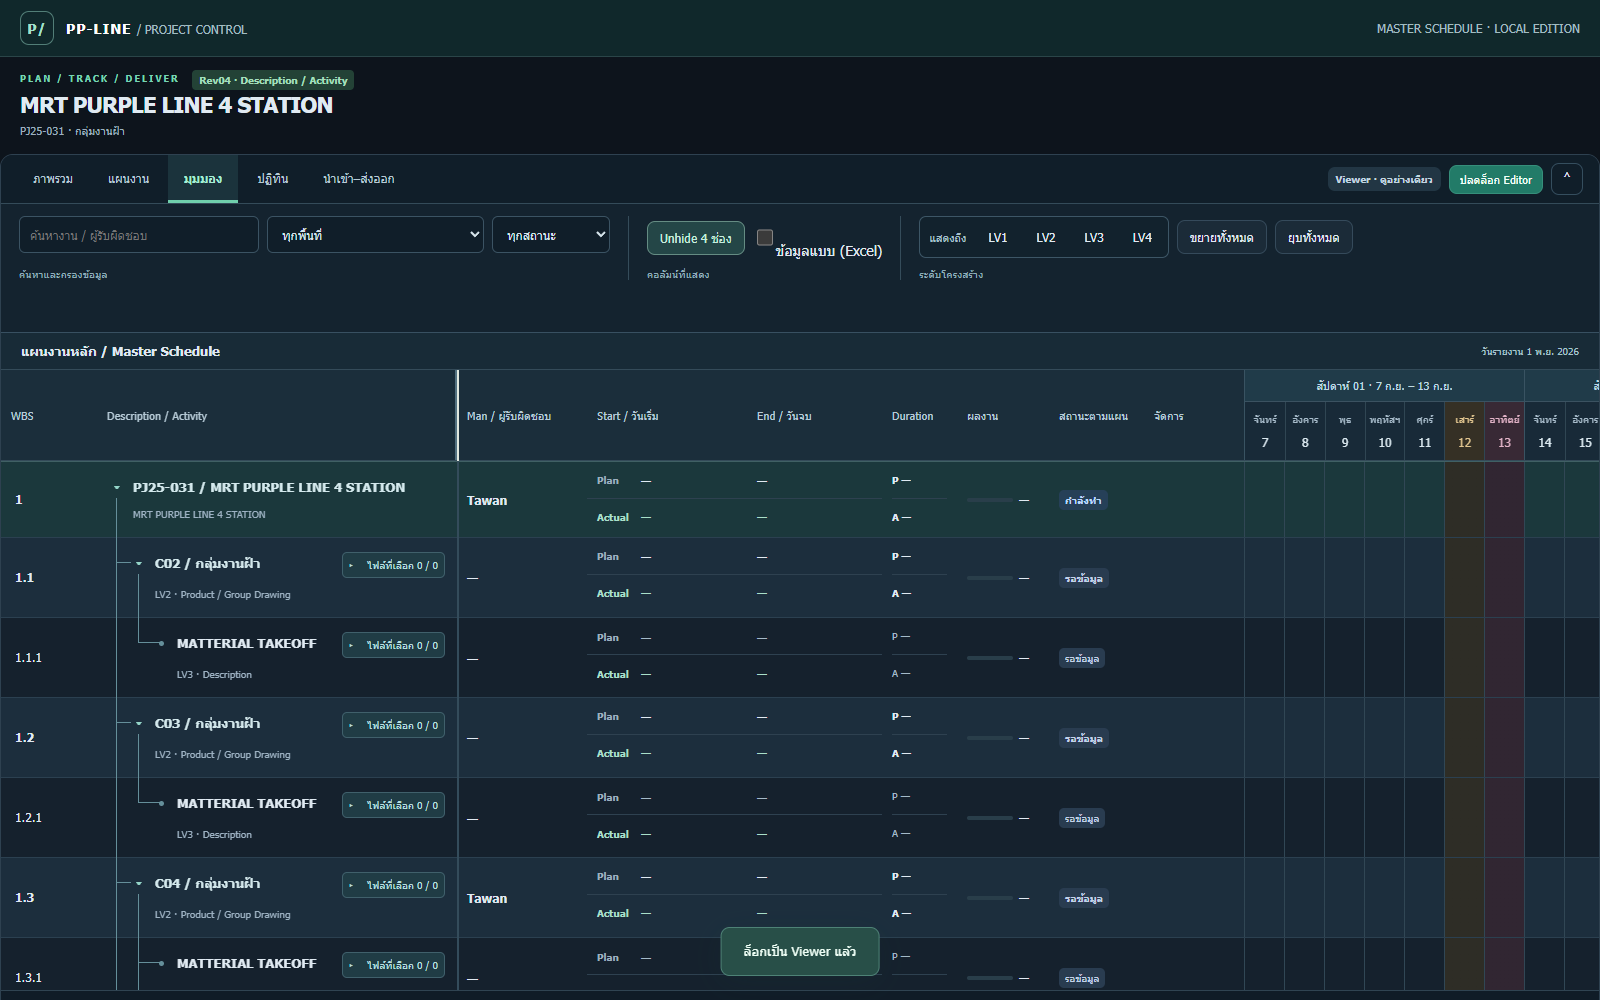 P/ PP-LINE / PROJECT CONTROL
MASTER SCHEDULE · LOCAL EDITION
PLAN / TRACK / DELIVER Rev04 · Description / Activity
MRT PURPLE LINE 4 STATION
PJ25-031 · กลุ่มงานฝ้า
ภาพรวม แผนงาน มุมมอง ปฏิทิน นำเข้า–ส่งออก
Viewer · ดูอย่างเดียว ปลดล็อก Editor ^
ค้นหางาน / ผู้รับผิดชอบ ทุกพื้นที่ ทุกสถานะ
Unhide 4 ช่อง ข้อมูลแบบ (Excel)
แสดงถึง LV1 LV2 LV3 LV4 ขยายทั้งหมด ยุบทั้งหมด
ค้นหาและกรองข้อมูล คอลัมน์ที่แสดง ระดับโครงสร้าง
แผนงานหลัก / Master Schedule
วันรายงาน 1 พ.ย. 2026
WBS Description / Activity Man / ผู้รับผิดชอบ Start / วันเริ่ม End / วันจบ Duration ผลงาน สถานะตามแผน จัดการ
สัปดาห์ 01 · 7 ก.ย. – 13 ก.ย.
จันทร์ อังคาร พุธ พฤหัสฯ ศุกร์ เสาร์ อาทิตย์ จันทร์ อังคาร
7 8 9 10 11 12 13 14 15
1 PJ25-031 / MRT PURPLE LINE 4 STATION
MRT PURPLE LINE 4 STATION
Tawan
Plan — — P —
Actual — — A —
— กำลังทำ
1.1 C02 / กลุ่มงานฝ้า ไฟล์ที่เลือก 0 / 0
LV2 · Product / Group Drawing
—
Plan — — P —
Actual — — A —
— รอข้อมูล
1.1.1 MATTERIAL TAKEOFF ไฟล์ที่เลือก 0 / 0
LV3 · Description
—
Plan — — P —
Actual — — A —
— รอข้อมูล
1.2 C03 / กลุ่มงานฝ้า ไฟล์ที่เลือก 0 / 0
LV2 · Product / Group Drawing
—
Plan — — P —
Actual — — A —
— รอข้อมูล
1.2.1 MATTERIAL TAKEOFF ไฟล์ที่เลือก 0 / 0
LV3 · Description
—
Plan — — P —
Actual — — A —
— รอข้อมูล
1.3 C04 / กลุ่มงานฝ้า ไฟล์ที่เลือก 0 / 0
LV2 · Product / Group Drawing
Tawan
Plan — — P —
Actual — — A —
— รอข้อมูล
1.3.1 MATTERIAL TAKEOFF ไฟล์ที่เลือก 0 / 0
—
Plan — P —
— รอข้อมูล
ล็อกเป็น Viewer แล้ว